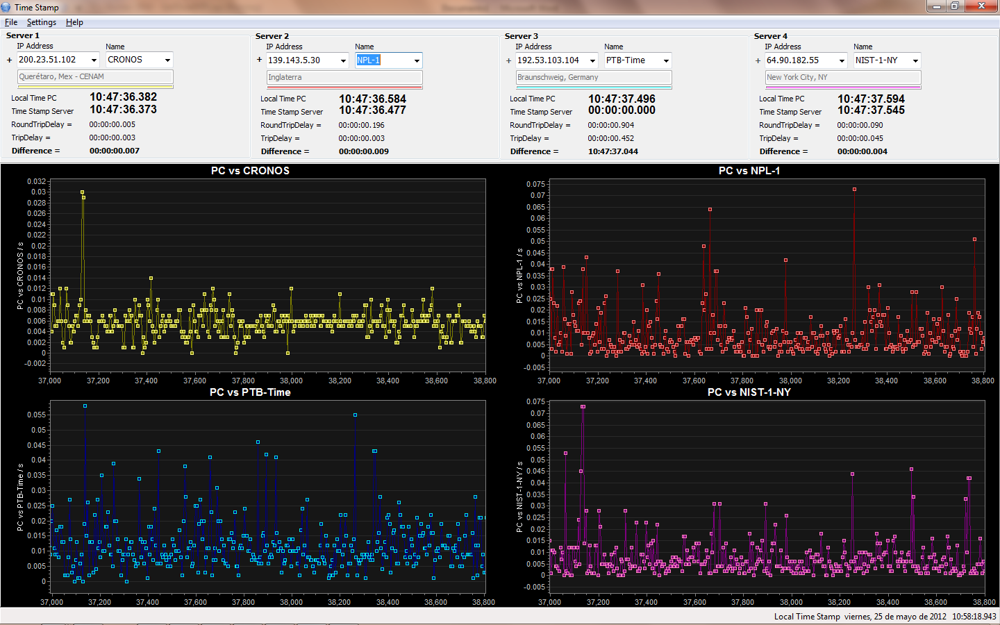 Time Stamp
File Settings Help
Server 1
IP Address Name
+ 200.23.51.102 CRONOS
Querétaro, Mex - CENAM
Local Time PC 10:47:36.382
Time Stamp Server 10:47:36.373
RoundTripDelay = 00:00:00.005
TripDelay = 00:00:00.003
Difference = 00:00:00.007
Server 2
IP Address Name
+ 139.143.5.30 NPL-1
Inglaterra
Local Time PC 10:47:36.584
Time Stamp Server 10:47:36.477
RoundTripDelay = 00:00:00.196
TripDelay = 00:00:00.003
Difference = 00:00:00.009
Server 3
IP Address Name
+ 192.53.103.104 PTB-Time
Braunschweig, Germany
Local Time PC 10:47:37.496
Time Stamp Server 00:00:00.000
RoundTripDelay = 00:00:00.904
TripDelay = 00:00:00.452
Difference = 10:47:37.044
Server 4
IP Address Name
+ 64.90.182.55 NIST-1-NY
New York City, NY
Local Time PC 10:47:37.594
Time Stamp Server 10:47:37.545
RoundTripDelay = 00:00:00.090
TripDelay = 00:00:00.045
Difference = 00:00:00.004
PC vs CRONOS
PC vs CRONOS / s
0.032
0.03
0.028
0.026
0.024
0.022
0.02
0.018
0.016
0.014
0.012
0.01
0.008
0.006
0.004
0.002
0
-0.002
37,000 37,200 37,400 37,600 37,800 38,000 38,200 38,400 38,600 38,800
PC vs NPL-1
PC vs NPL-1 / s
0.075
0.07
0.065
0.06
0.055
0.05
0.045
0.04
0.035
0.03
0.025
0.02
0.015
0.01
0.005
0
-0.005
37,000 37,200 37,400 37,600 37,800 38,000 38,200 38,400 38,600 38,800
PC vs PTB-Time
PC vs PTB-Time / s
0.055
0.05
0.045
0.04
0.035
0.03
0.025
0.02
0.015
0.01
0.005
0
37,000 37,200 37,400 37,600 37,800 38,000 38,200 38,400 38,600 38,800
PC vs NIST-1-NY
PC vs NIST-1-NY / s
0.075
0.07
0.065
0.06
0.055
0.05
0.045
0.04
0.035
0.03
0.025
0.02
0.015
0.01
0.005
0
-0.005
37,000 37,200 37,400 37,600 37,800 38,000 38,200 38,400 38,600 38,800
Local Time Stamp viernes, 25 de mayo de 2012 10:58:18.943